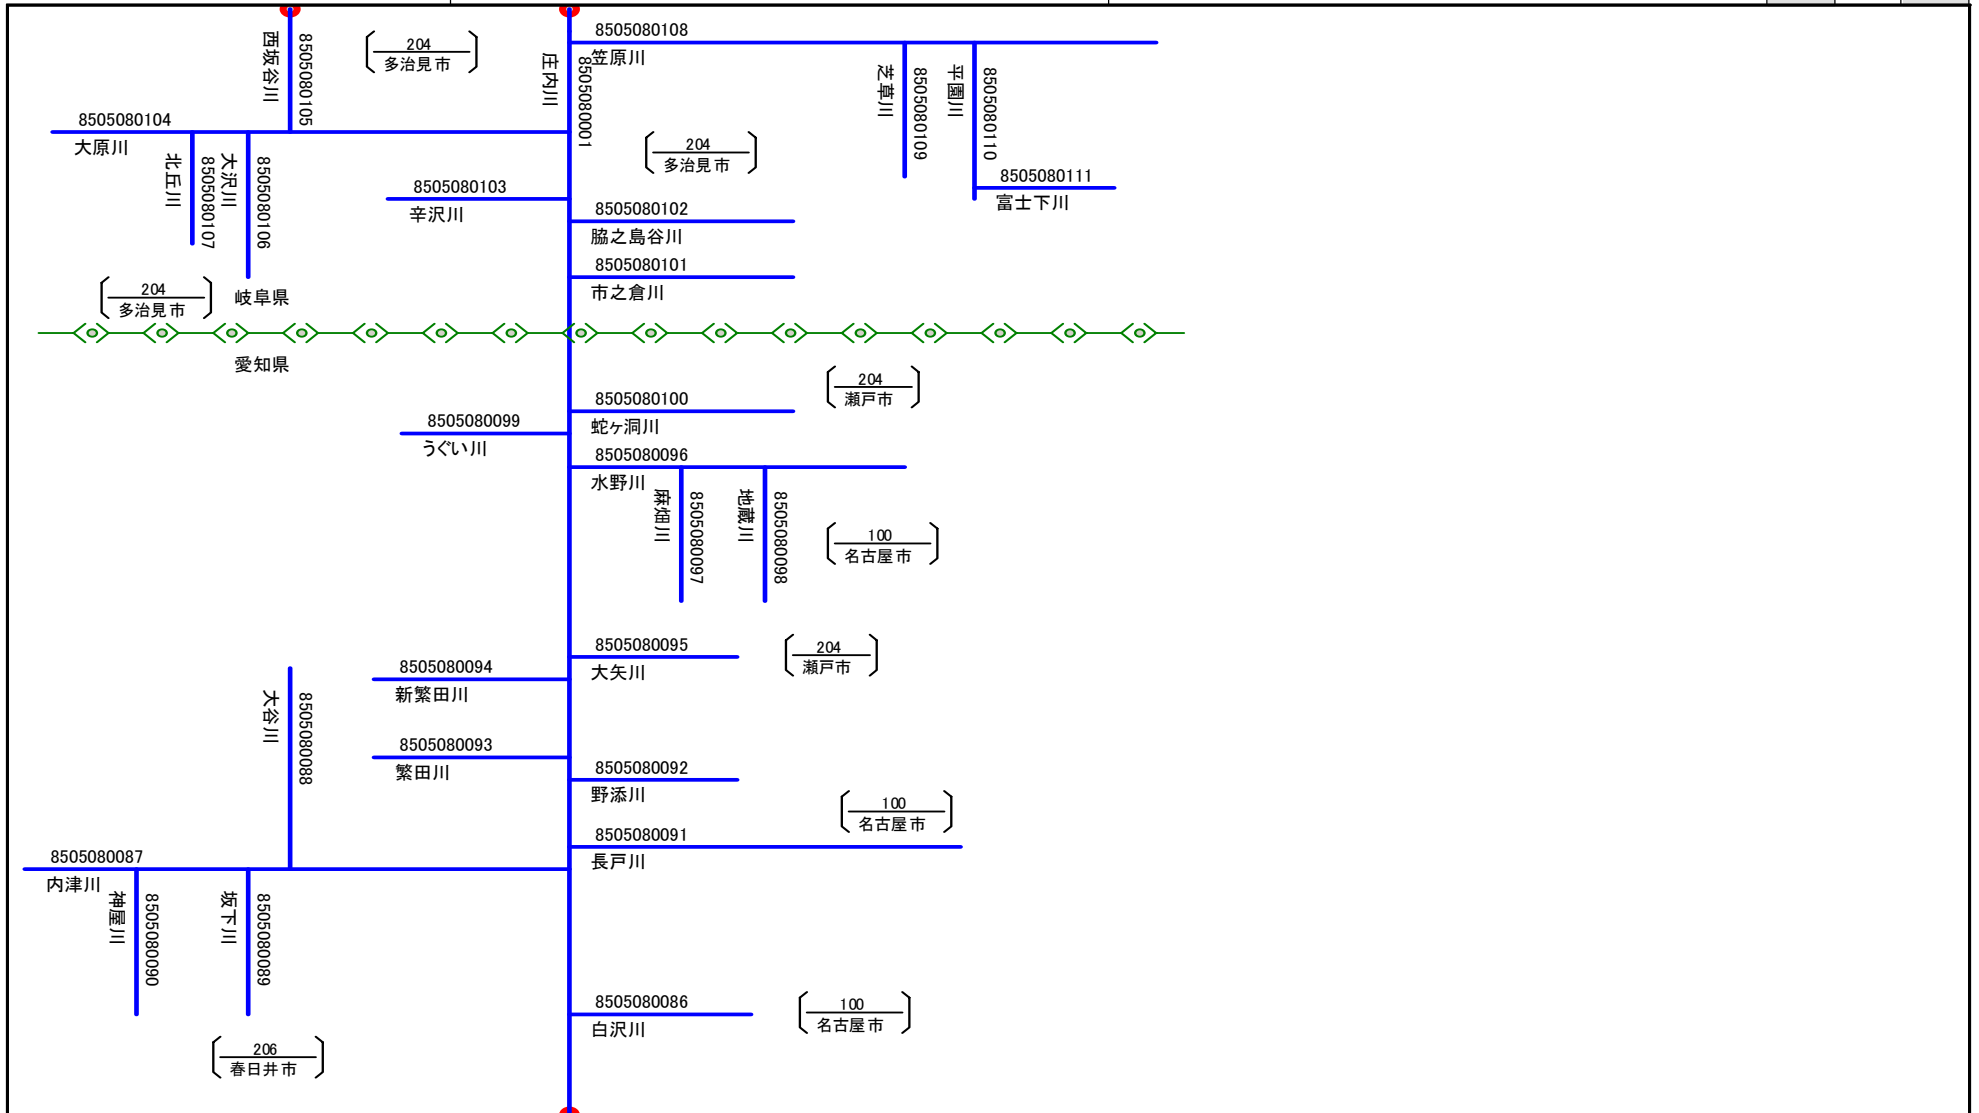 西坂谷川
8505080105
204
多治見市
庄内川
8505080001
8505080108
笠原川
芝草川
8505080109
平園川
8505080110
8505080111
富士下川
8505080104
大原川
北丘川
8505080107
大沢川
8505080106
204
多治見市
8505080103
辛沢川
8505080102
脇之島谷川
8505080101
市之倉川
204
多治見市
岐阜県
愛知県
204
瀬戸市
8505080100
蛇ヶ洞川
8505080099
うぐい川
8505080096
水野川
麻畑川
8505080097
地蔵川
8505080098
100
名古屋市
8505080095
大矢川
204
瀬戸市
8505080094
新繁田川
大谷川
8505080088
8505080093
繁田川
8505080092
野添川
100
名古屋市
8505080091
長戸川
8505080087
内津川
神屋川
8505080090
坂下川
8505080089
8505080086
白沢川
100
名古屋市
206
春日井市